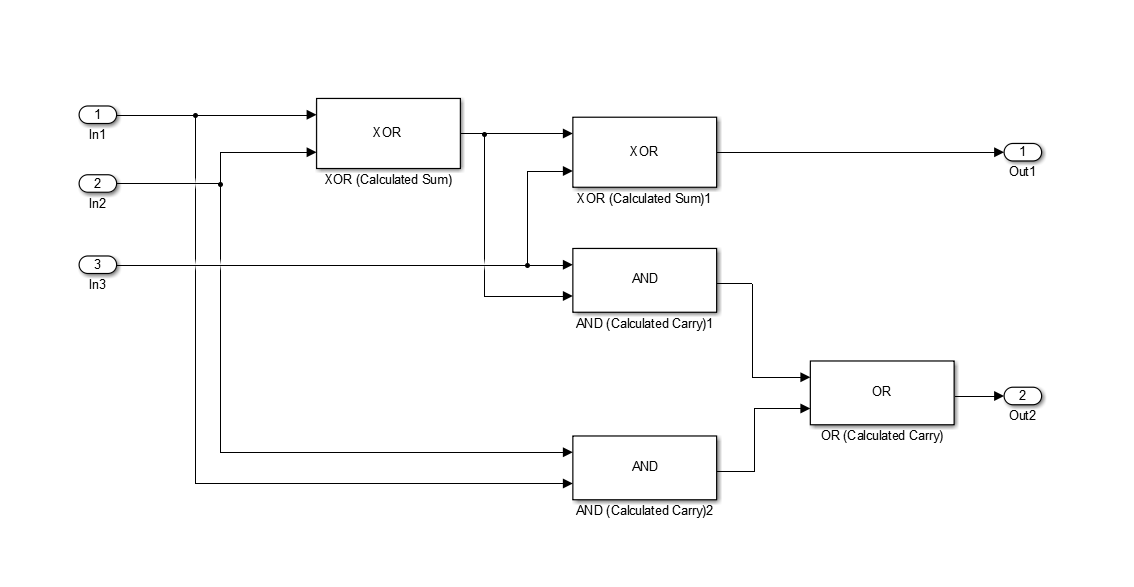 1
In1
XOR
XOR (Calculated Sum)
XOR
XOR (Calculated Sum)1
1
Out1
2
In2
3
In3
AND
AND (Calculated Carry)1
OR
OR (Calculated Carry)
2
Out2
AND
AND (Calculated Carry)2